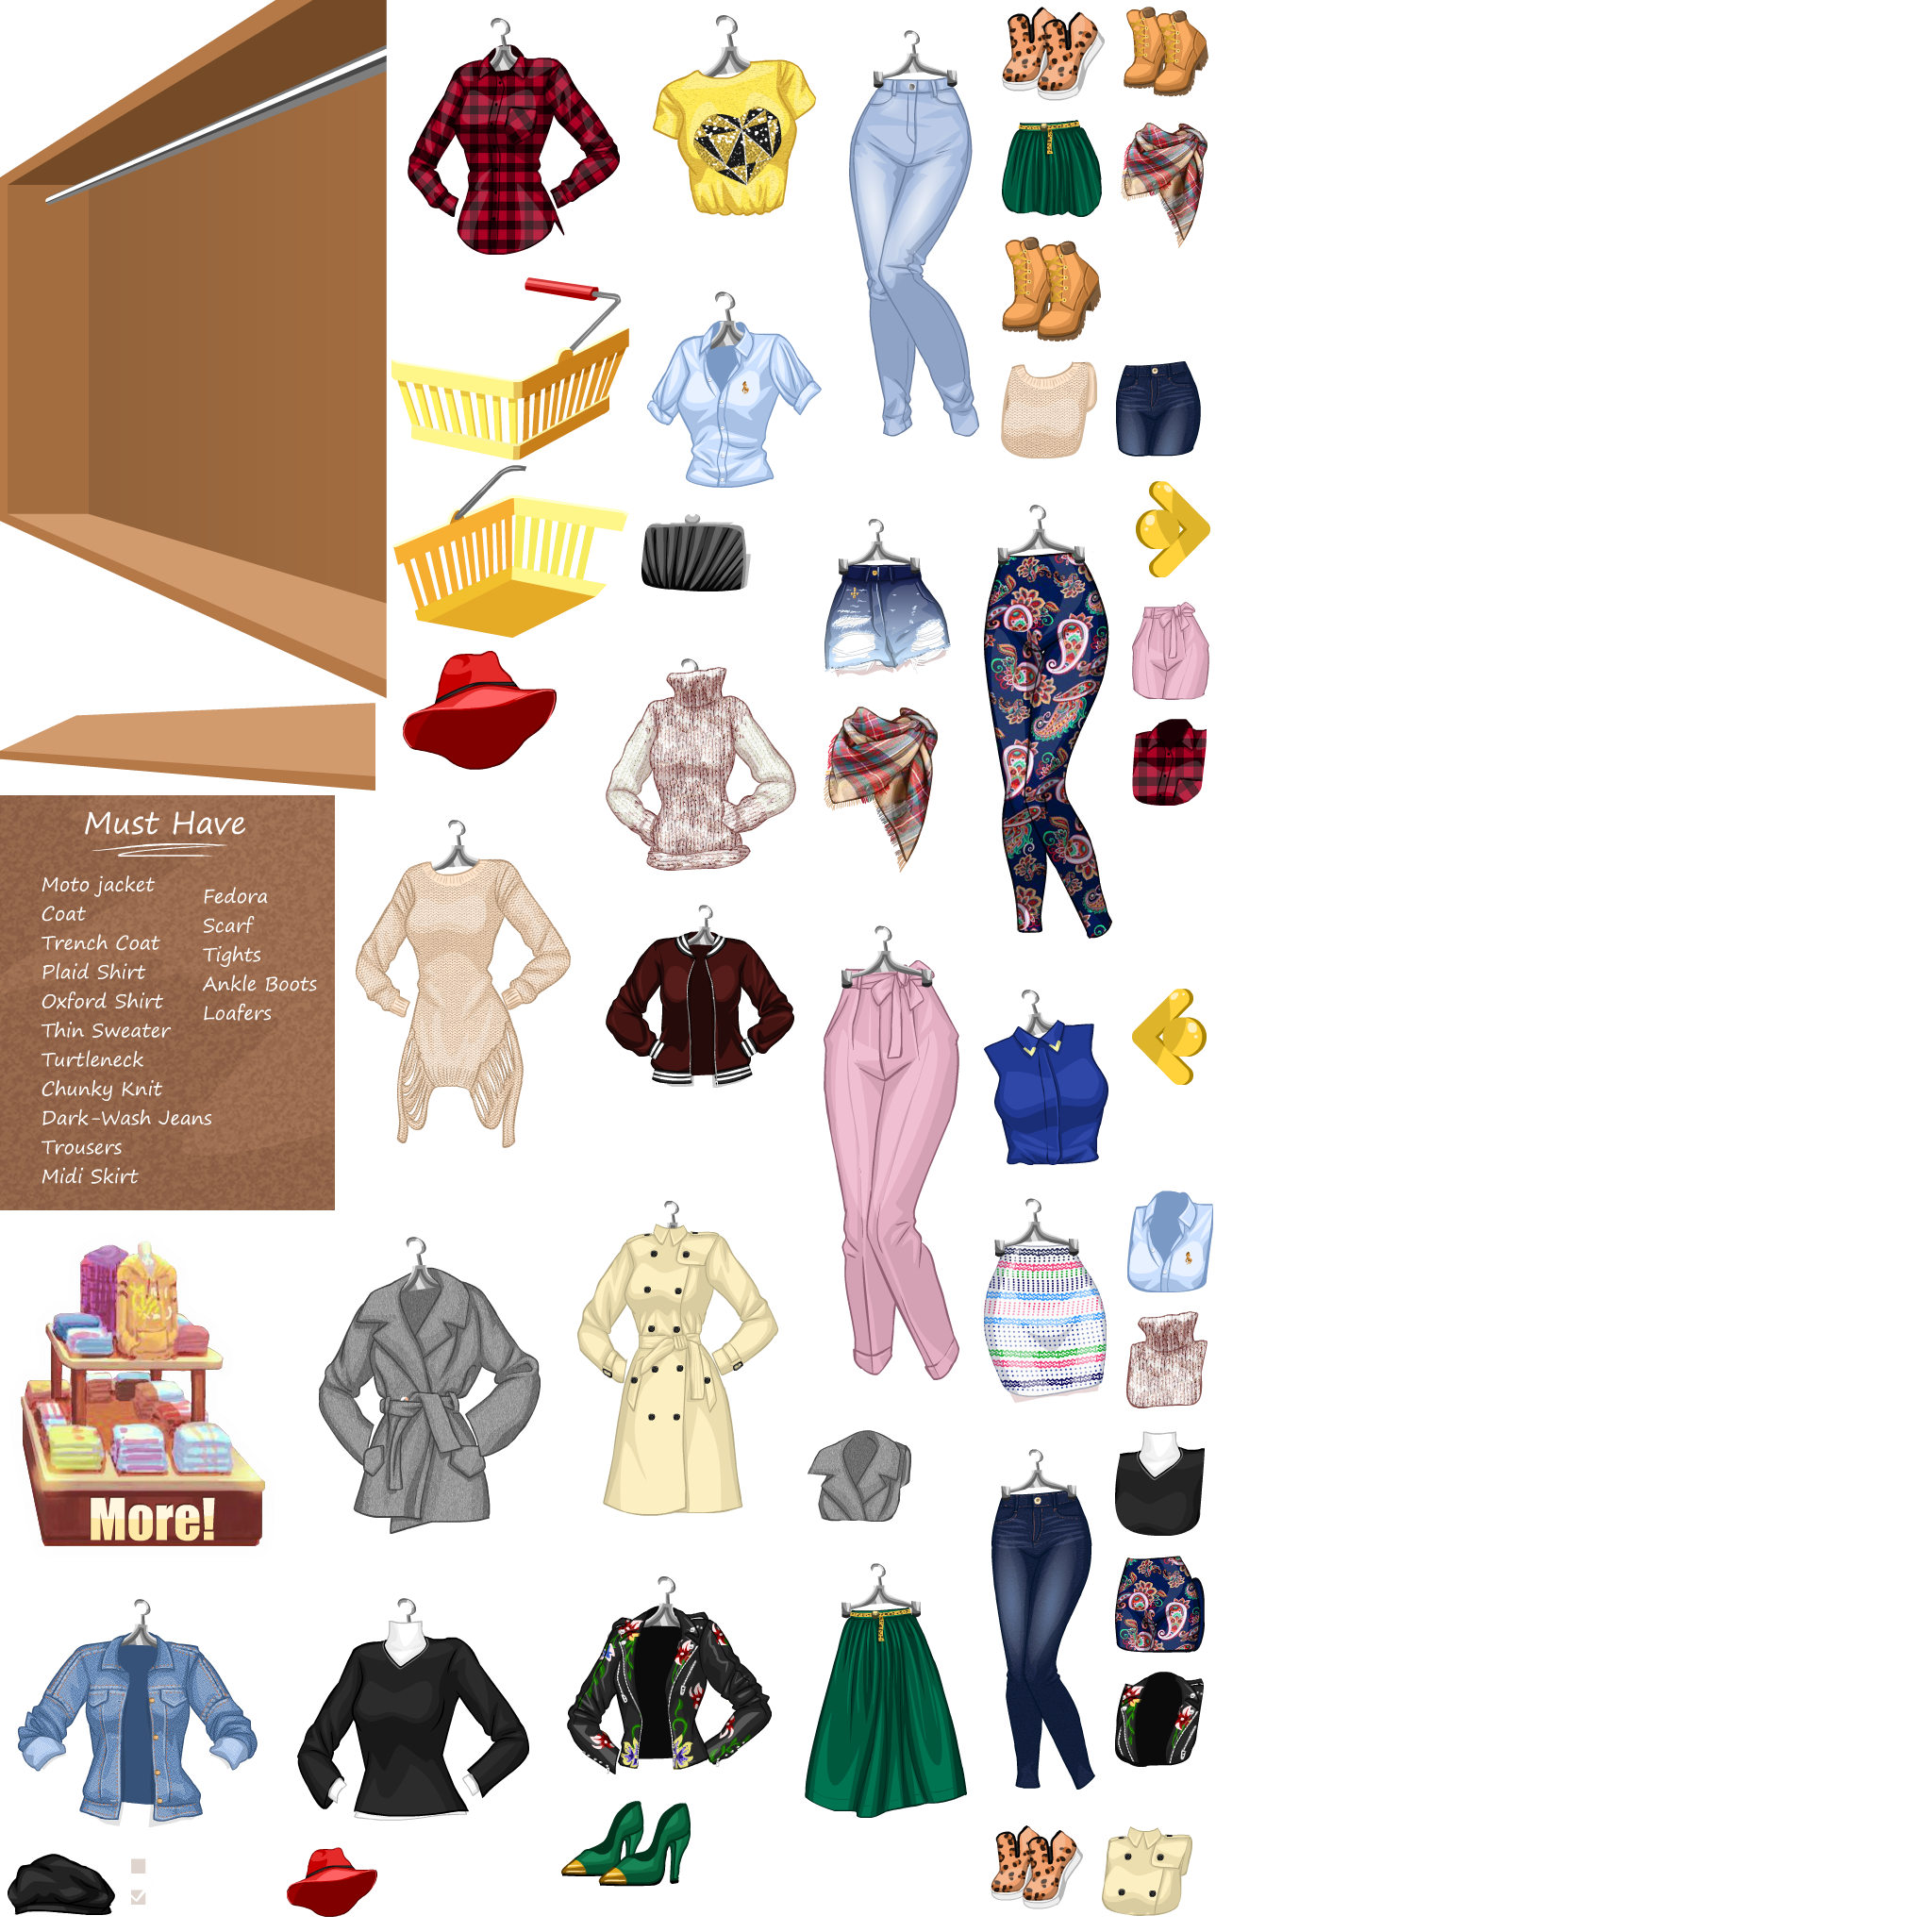 Must Have
Moto jacket
Coat
Trench Coat
Plaid Shirt
Oxford Shirt
Thin Sweater
Turtleneck
Chunky Knit
Dark-Wash Jeans
Trousers
Midi Skirt
Fedora
Scarf
Tights
Ankle Boots
Loafers
More!